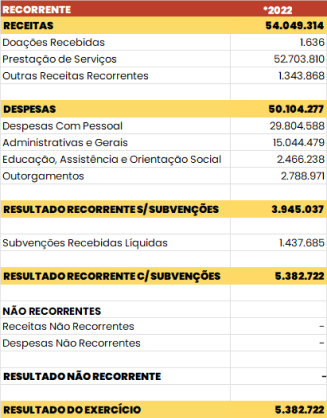 RECORRENTE *2022
RECEITAS 54.049.314
Doações Recebidas 1.636
Prestação de Serviços 52.703.810
Outras Receitas Recorrentes 1.343.868
DESPESAS 50.104.277
Despesas Com Pessoal 29.804.588
Administrativas e Gerais 15.044.479
Educação, Assistência e Orientação Social 2.466.238
Outorgamentos 2.788.971
RESULTADO RECORRENTE S/SUBVENÇÕES 3.945.037
Subvenções Recebidas Líquidas 1.437.685
RESULTADO RECORRENTE C/SUBVENÇÕES 5.382.722
NÃO RECORRENTES
Receitas Não Recorrentes -
Despesas Não Recorrentes -
RESULTADO NÃO RECORRENTE -
RESULTADO DO EXERCÍCIO 5.382.722